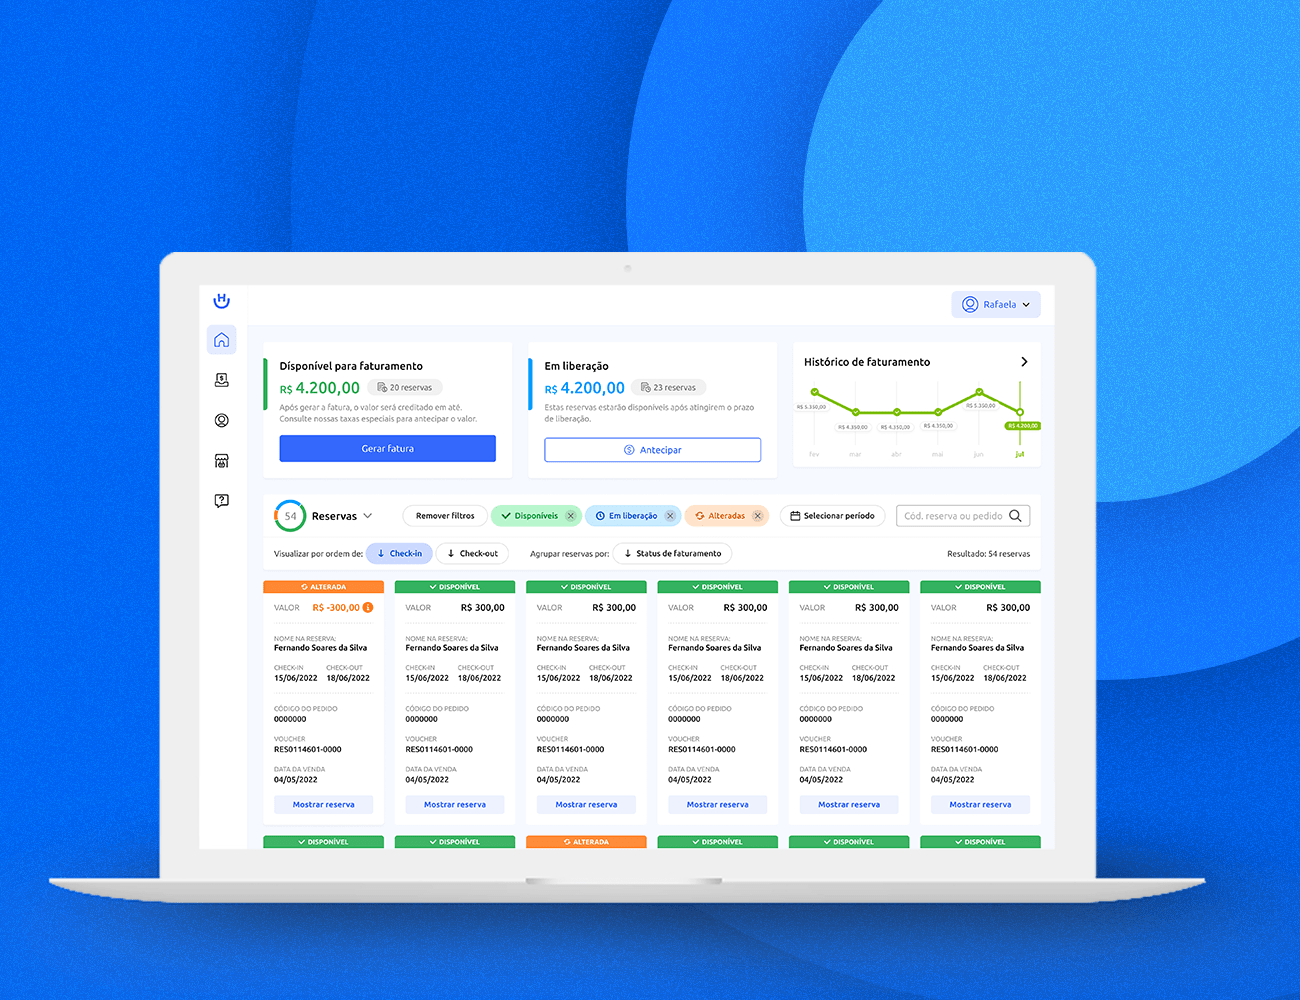 H
Rafaela
Disponível para faturamento
R$ 4.200,00
20 reservas
Após gerar a fatura, o valor será creditado em até.
Consulte nossas taxas especiais para antecipar o valor.
Gerar fatura
Em liberação
R$ 4.200,00
23 reservas
Estas reservas estarão disponíveis após atingirem o prazo
de liberação.
Antecipar
Histórico de faturamento
R$ 5.350,00
R$ 4.350,00
R$ 4.350,00
R$ 4.350,00
R$ 5.350,00
R$ 4.200,00
fev
mar
abr
mai
jun
jul
54
Reservas
Remover filtros
Disponíveis
Em liberação
Alteradas
Selecionar período
Cód. reserva ou pedido
Visualizar por ordem de:
Check-in
Check-out
Agrupar reservas por:
Status de faturamento
Resultado: 54 reservas
ALTERADA
VALOR R$ -300,00
NOME NA RESERVA:
Fernando Soares da Silva
CHECK-IN CHECK-OUT
15/06/2022 18/06/2022
CÓDIGO DO PEDIDO
0000000
VOUCHER
RES0114601-0000
DATA DA VENDA
04/05/2022
Mostrar reserva
DISPONÍVEL
VALOR R$ 300,00
NOME NA RESERVA:
Fernando Soares da Silva
CHECK-IN CHECK-OUT
15/06/2022 18/06/2022
CÓDIGO DO PEDIDO
0000000
VOUCHER
RES0114601-0000
DATA DA VENDA
04/05/2022
Mostrar reserva
DISPONÍVEL
VALOR R$ 300,00
NOME NA RESERVA:
Fernando Soares da Silva
CHECK-IN CHECK-OUT
15/06/2022 18/06/2022
CÓDIGO DO PEDIDO
0000000
VOUCHER
RES0114601-0000
DATA DA VENDA
04/05/2022
Mostrar reserva
DISPONÍVEL
VALOR R$ 300,00
NOME NA RESERVA:
Fernando Soares da Silva
CHECK-IN CHECK-OUT
15/06/2022 18/06/2022
CÓDIGO DO PEDIDO
0000000
VOUCHER
RES0114601-0000
DATA DA VENDA
04/05/2022
Mostrar reserva
DISPONÍVEL
VALOR R$ 300,00
NOME NA RESERVA:
Fernando Soares da Silva
CHECK-IN CHECK-OUT
15/06/2022 18/06/2022
CÓDIGO DO PEDIDO
0000000
VOUCHER
RES0114601-0000
DATA DA VENDA
04/05/2022
Mostrar reserva
DISPONÍVEL
VALOR R$ 300,00
NOME NA RESERVA:
Fernando Soares da Silva
CHECK-IN CHECK-OUT
15/06/2022 18/06/2022
CÓDIGO DO PEDIDO
0000000
VOUCHER
RES0114601-0000
DATA DA VENDA
04/05/2022
Mostrar reserva
DISPONÍVEL
DISPONÍVEL
ALTERADA
DISPONÍVEL
DISPONÍVEL
DISPONÍVEL